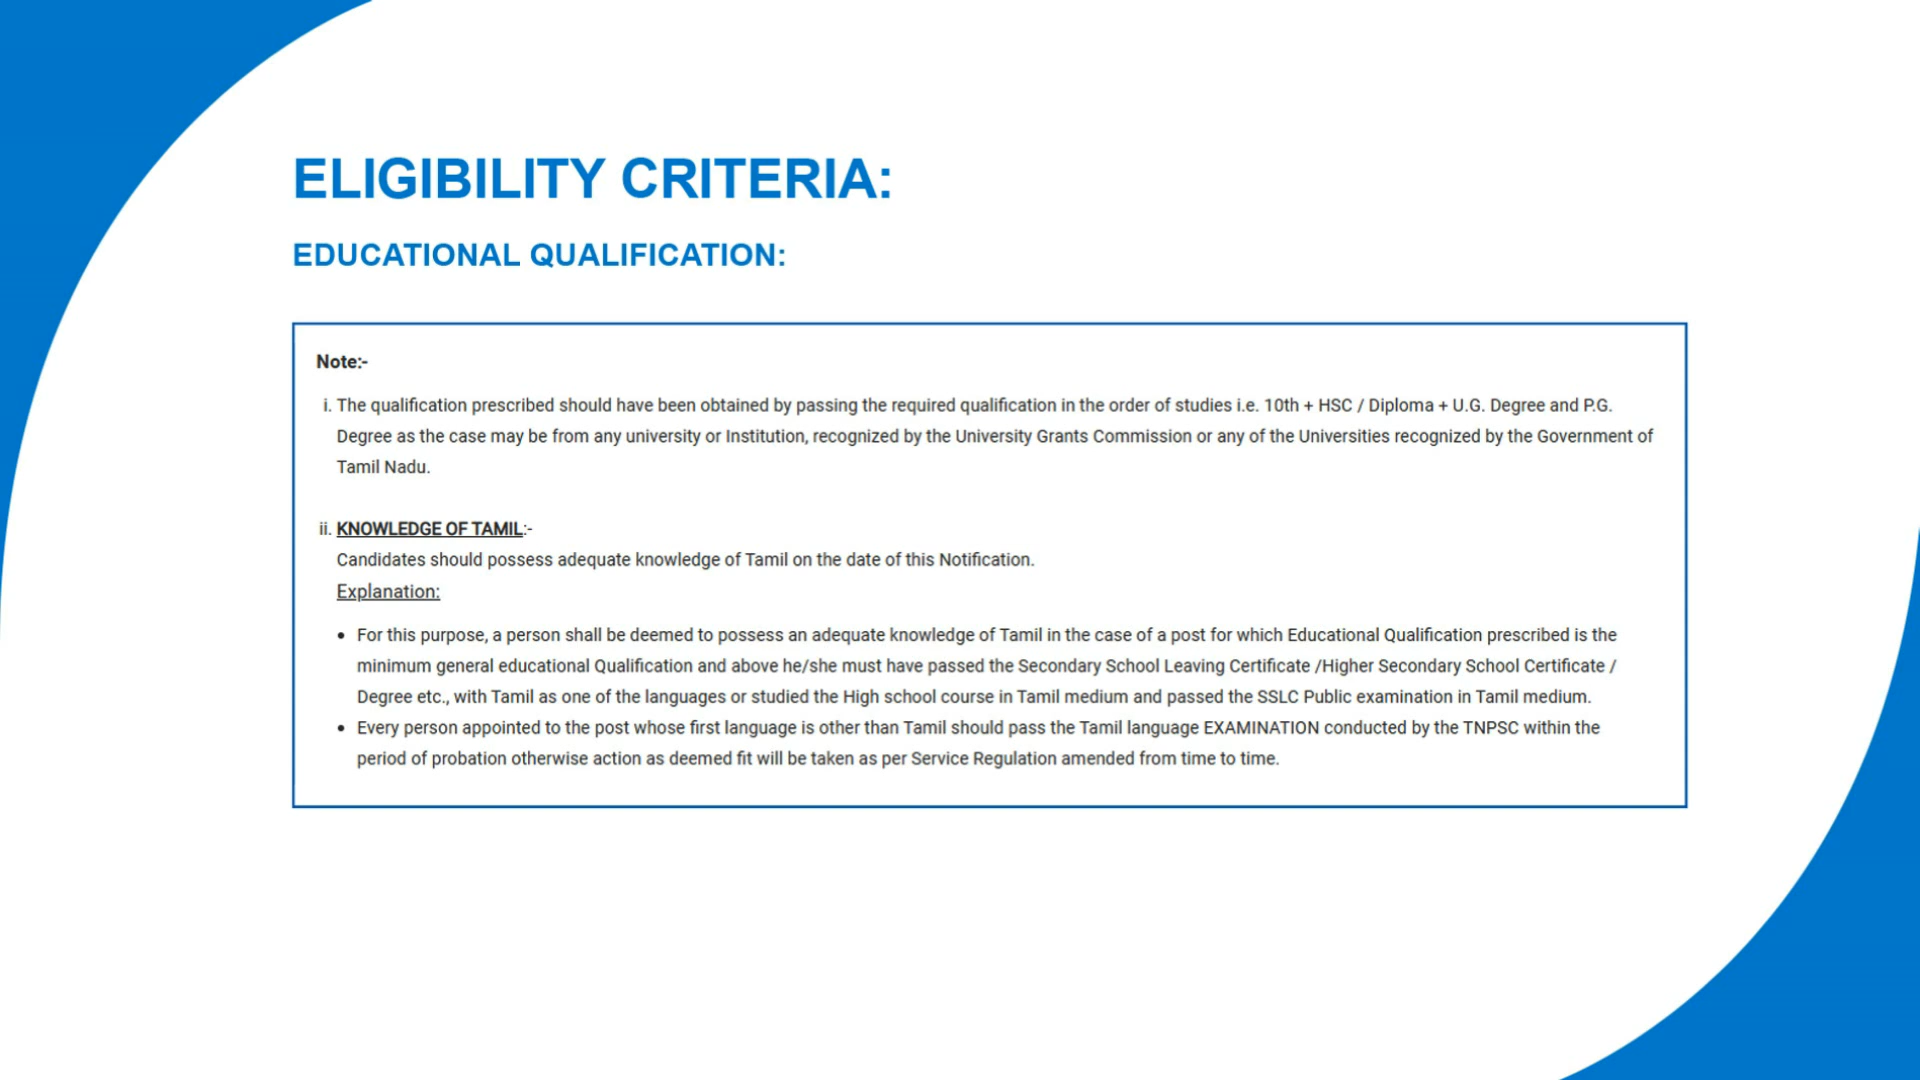 ELIGIBILITY CRITERIA:
EDUCATIONAL QUALIFICATION:
Note:-
i. The qualification prescribed should have been obtained by passing the required qualification in the order of studies i.e. 10th + HSC / Diploma + U.G. Degree and P.G.
Degree as the case may be from any university or Institution, recognized by the University Grants Commission or any of the Universities recognized by the Government of
Tamil Nadu.
ii. KNOWLEDGE OF TAMIL:-
Candidates should possess adequate knowledge of Tamil on the date of this Notification.
Explanation:
• For this purpose, a person shall be deemed to possess an adequate knowledge of Tamil in the case of a post for which Educational Qualification prescribed is the
minimum general educational Qualification and above he/she must have passed the Secondary School Leaving Certificate /Higher Secondary School Certificate /
Degree etc., with Tamil as one of the languages or studied the High school course in Tamil medium and passed the SSLC Public examination in Tamil medium.
• Every person appointed to the post whose first language is other than Tamil should pass the Tamil language EXAMINATION conducted by the TNPSC within the
period of probation otherwise action as deemed fit will be taken as per Service Regulation amended from time to time.